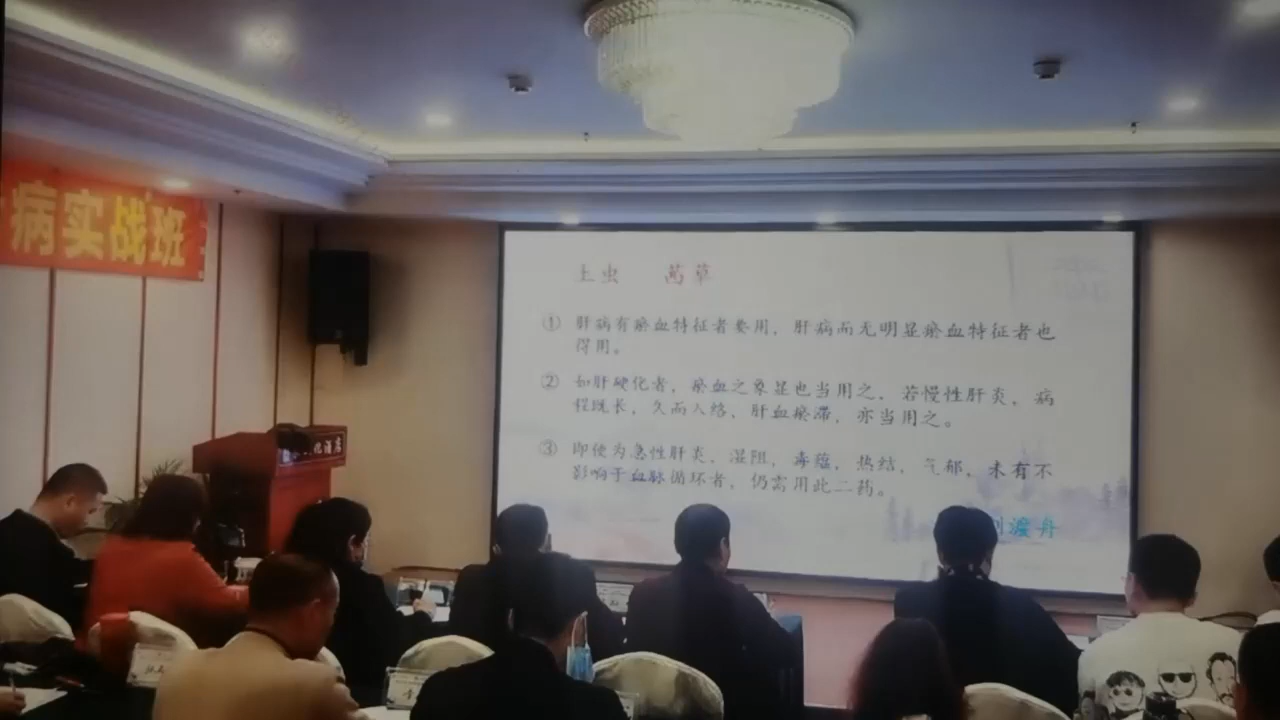 病实战班
土虫 茜草
① 肝病有瘀血特征者要用，肝病而无明显瘀血特征者也
得用。
② 如肝硬化者，瘀血之象显也当用之，若慢性肝炎，病
程既长，久而入络、肝血瘀滞，亦当用之。
③ 即使为急性肝炎，湿阻，毒蕴，热结，气郁，未有不
影响于血脉循环者，仍需用此二药。
刘渡舟
酒店